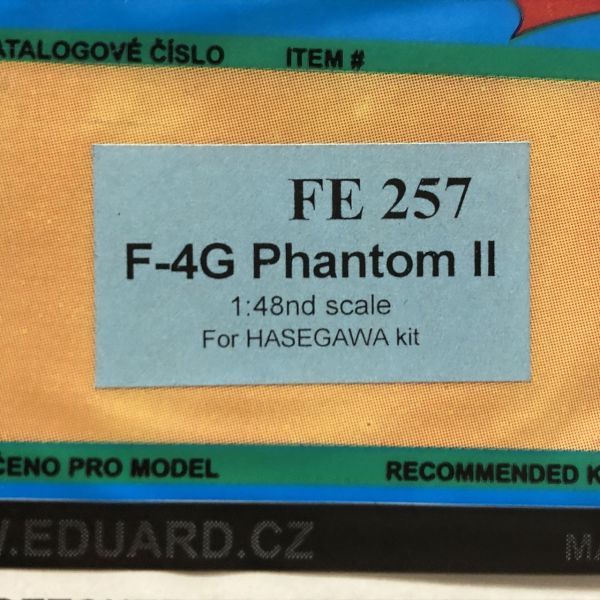 ATALOGOVÉ ČÍSLO ITEM #
FE 257
F-4G Phantom II
1:48nd scale
For HASEGAWA kit
ČENO PRO MODEL RECOMMENDED K
W.EDUARD.CZ MA